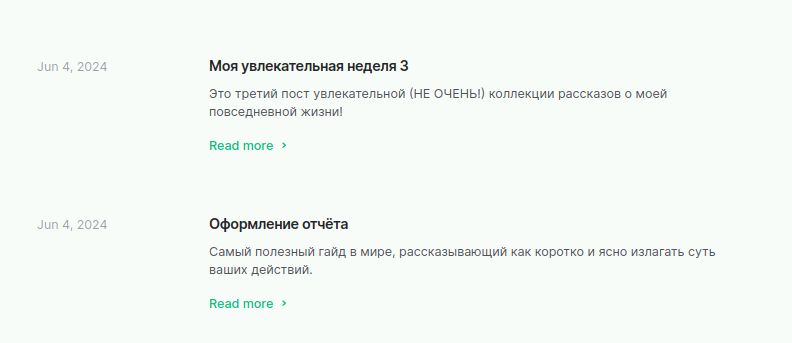 Jun 4, 2024
Моя увлекательная неделя 3
Это третий пост увлекательной (НЕ ОЧЕНЬ!) коллекции рассказов о моей
повседневной жизни!
Read more
Jun 4, 2024
Оформление отчёта
Самый полезный гайд в мире, рассказывающий как коротко и ясно излагать суть
ваших действий.
Read more